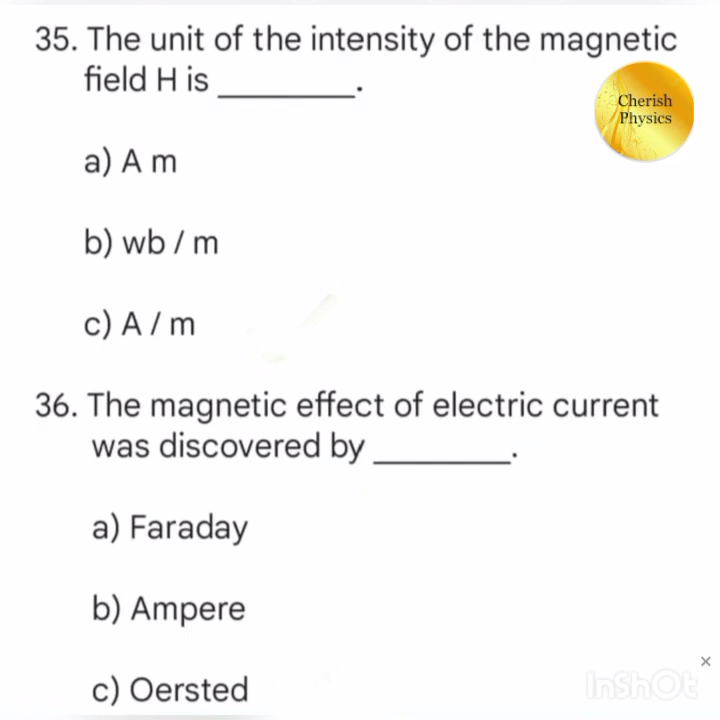 35. The unit of the intensity of the magnetic
field H is ________.
Cherish
Physics
a) A m
b) wb / m
c) A / m
36. The magnetic effect of electric current
was discovered by ________.
a) Faraday
b) Ampere
c) Oersted
×
InShOt